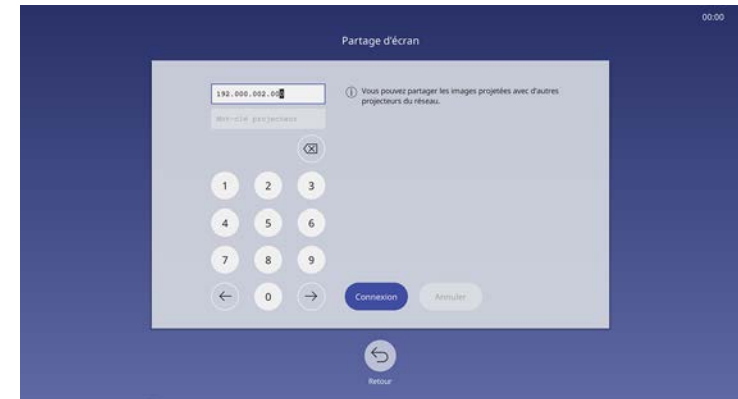 00:00
Partage d'écran
192.000.002.000
Vous pouvez partager les images projetées avec d'autres
projecteurs du réseau.
Mot-clé projecteur
1 2 3
4 5 6
7 8 9
0
Connexion
Annuler
Retour